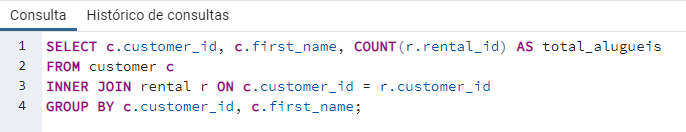 Consulta Histórico de consultas
1 SELECT c.customer_id, c.first_name, COUNT(r.rental_id) AS total_alugueis
2 FROM customer c
3 INNER JOIN rental r ON c.customer_id = r.customer_id
4 GROUP BY c.customer_id, c.first_name;